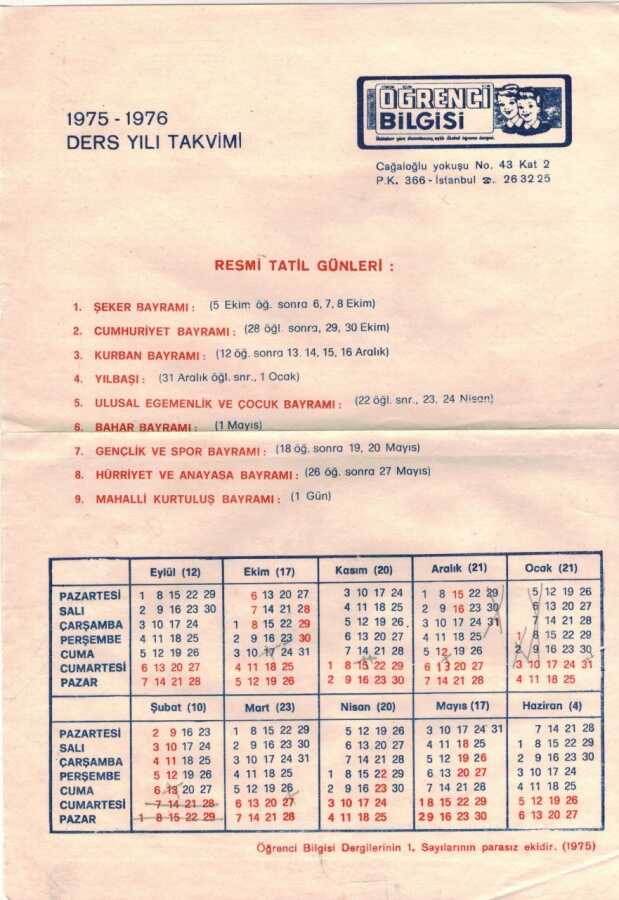 1975 - 1976
DERS YILI TAKVİMİ
ÖĞRENCİ
BİLGİSİ
Cağaloğlu yokuşu No. 43 Kat 2
P.K. 366 - İstanbul ☎. 26 32 25
RESMİ TATİL GÜNLERİ :
1. ŞEKER BAYRAMI : (5 Ekim öğ. sonra 6, 7, 8 Ekim)
2. CUMHURİYET BAYRAMI : (28 öğl. sonra, 29, 30 Ekim)
3. KURBAN BAYRAMI : (12 öğ. sonra 13. 14, 15, 16 Aralık)
4. YILBAŞI : (31 Aralık öğl. snr., 1 Ocak)
5. ULUSAL EGEMENLİK VE ÇOCUK BAYRAMI : (22 öğl. snr., 23, 24 Nisan)
6. BAHAR BAYRAMI : (1 Mayıs)
7. GENÇLİK VE SPOR BAYRAMI : (18 öğ. sonra 19, 20 Mayıs)
8. HÜRRİYET VE ANAYASA BAYRAMI : (26 öğ. sonra 27 Mayıs)
9. MAHALLİ KURTULUŞ BAYRAMI : (1 Gün)
Eylül (12) Ekim (17) Kasım (20) Aralık (21) Ocak (21)
PAZARTESİ 1 8 15 22 29 6 13 20 27 3 10 17 24 1 8 15 22 29 5 12 19 26
SALI 2 9 16 23 30 7 14 21 28 4 11 18 25 2 9 16 23 30 6 13 20 27
ÇARŞAMBA 3 10 17 24 1 8 15 22 29 5 12 19 26 3 10 17 24 31 7 14 21 28
PERŞEMBE 4 11 18 25 2 9 16 23 30 6 13 20 27 4 11 18 25 1 8 15 22 29
CUMA 5 12 19 26 3 10 17 24 31 7 14 21 28 5 12 19 26 2 9 16 23 30
CUMARTESİ 6 13 20 27 4 11 18 25 1 8 15 22 29 6 13 20 27 3 10 17 24 31
PAZAR 7 14 21 28 5 12 19 26 2 9 16 23 30 7 14 21 28 4 11 18 25
Şubat (10) Mart (23) Nisan (20) Mayıs (17) Haziran (4)
PAZARTESİ 2 9 16 23 1 8 15 22 29 5 12 19 26 3 10 17 24 31 7 14 21 28
SALI 3 10 17 24 2 9 16 23 30 6 13 20 27 4 11 18 25 1 8 15 22 29
ÇARŞAMBA 4 11 18 25 3 10 17 24 31 7 14 21 28 5 12 19 26 2 9 16 23 30
PERŞEMBE 5 12 19 26 4 11 18 25 1 8 15 22 29 6 13 20 27 3 10 17 24
CUMA 6 13 20 27 5 12 19 26 2 9 16 23 30 7 14 21 28 4 11 18 25
CUMARTESİ 7 14 21 28 6 13 20 27 3 10 17 24 1 8 15 22 29 5 12 19 26
PAZAR 1 8 15 22 29 7 14 21 28 4 11 18 25 2 9 16 23 30 6 13 20 27
Öğrenci Bilgisi Dergilerinin 1. Sayılarının parasız ekidir. (1975)